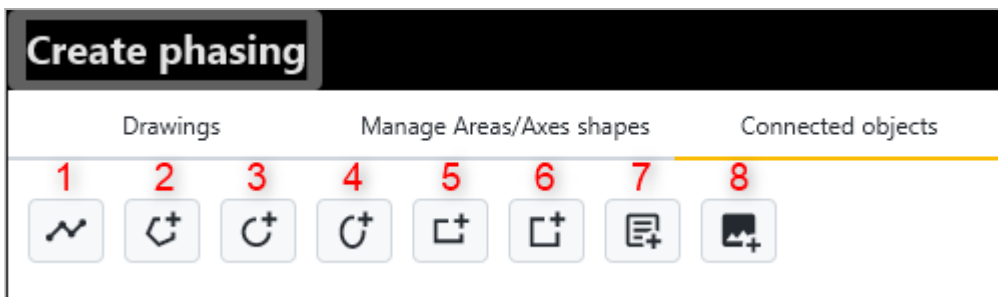 Create phasing
Drawings Manage Areas/Axes shapes Connected objects
1 2 3 4 5 6 7 8